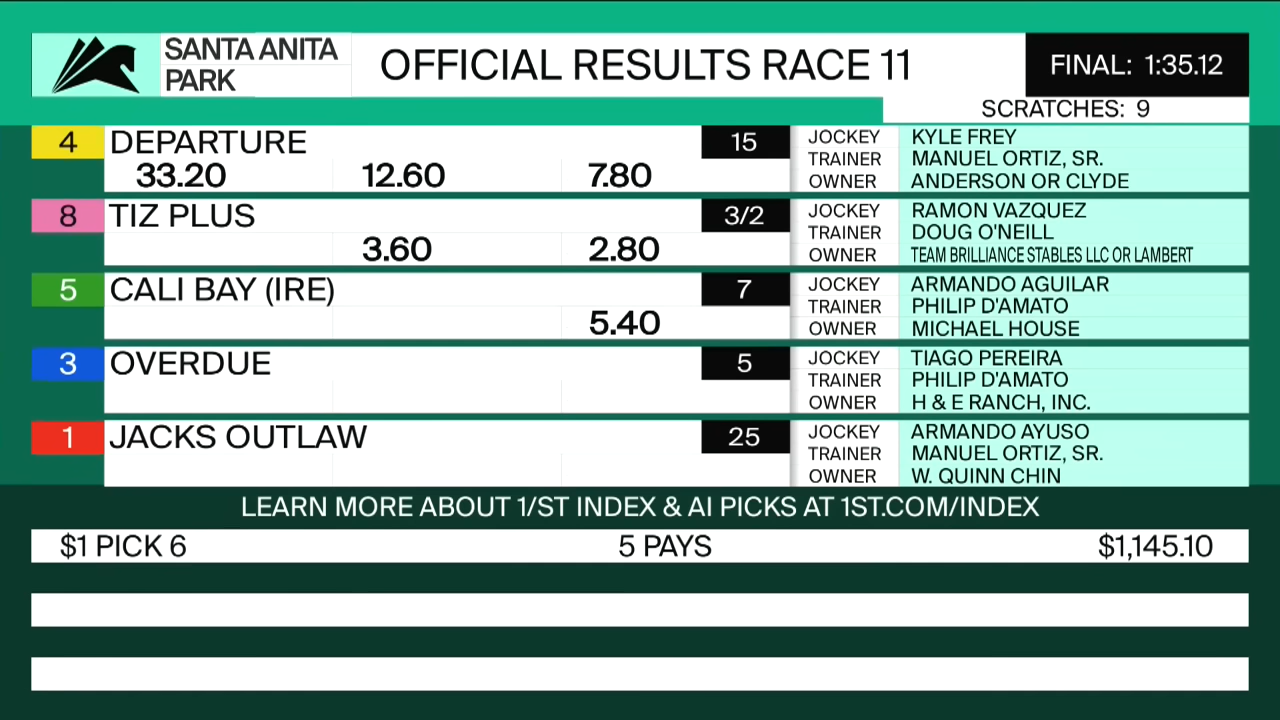 SANTA ANITA
PARK
OFFICIAL RESULTS RACE 11
FINAL: 1:35.12
SCRATCHES: 9
4 DEPARTURE 15
33.20 12.60 7.80
JOCKEY KYLE FREY
TRAINER MANUEL ORTIZ, SR.
OWNER ANDERSON OR CLYDE
8 TIZ PLUS 3/2
3.60 2.80
JOCKEY RAMON VAZQUEZ
TRAINER DOUG O'NEILL
OWNER TEAM BRILLIANCE STABLES LLC OR LAMBERT
5 CALI BAY (IRE) 7
5.40
JOCKEY ARMANDO AGUILAR
TRAINER PHILIP D'AMATO
OWNER MICHAEL HOUSE
3 OVERDUE 5
JOCKEY TIAGO PEREIRA
TRAINER PHILIP D'AMATO
OWNER H & E RANCH, INC.
1 JACKS OUTLAW 25
JOCKEY ARMANDO AYUSO
TRAINER MANUEL ORTIZ, SR.
OWNER W. QUINN CHIN
LEARN MORE ABOUT 1/ST INDEX & AI PICKS AT 1ST.COM/INDEX
$1 PICK 6 5 PAYS $1,145.10